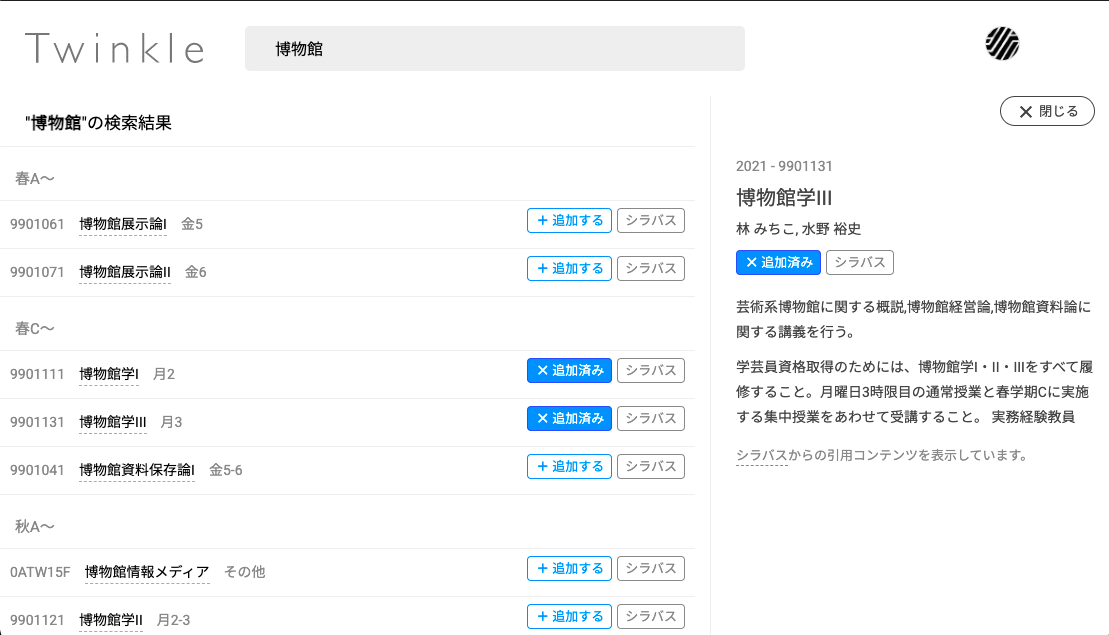 Twinkle
博物館
"博物館"の検索結果
春A〜
9901061 博物館展示論I 金5 + 追加する シラバス
9901071 博物館展示論II 金6 + 追加する シラバス
春C〜
9901111 博物館学I 月2 × 追加済み シラバス
9901131 博物館学III 月3 × 追加済み シラバス
9901041 博物館資料保存論I 金5-6 + 追加する シラバス
秋A〜
0ATW15F 博物館情報メディア その他 + 追加する シラバス
9901121 博物館学II 月2-3 + 追加する シラバス
× 閉じる
2021 - 9901131
博物館学III
林 みちこ, 水野 裕史
× 追加済み シラバス
芸術系博物館に関する概説,博物館経営論,博物館資料論に
関する講義を行う。
学芸員資格取得のためには、博物館学I・II・IIIをすべて履
修すること。月曜日3時限目の通常授業と春学期Cに実施
する集中授業をあわせて受講すること。 実務経験教員
シラバスからの引用コンテンツを表示しています。